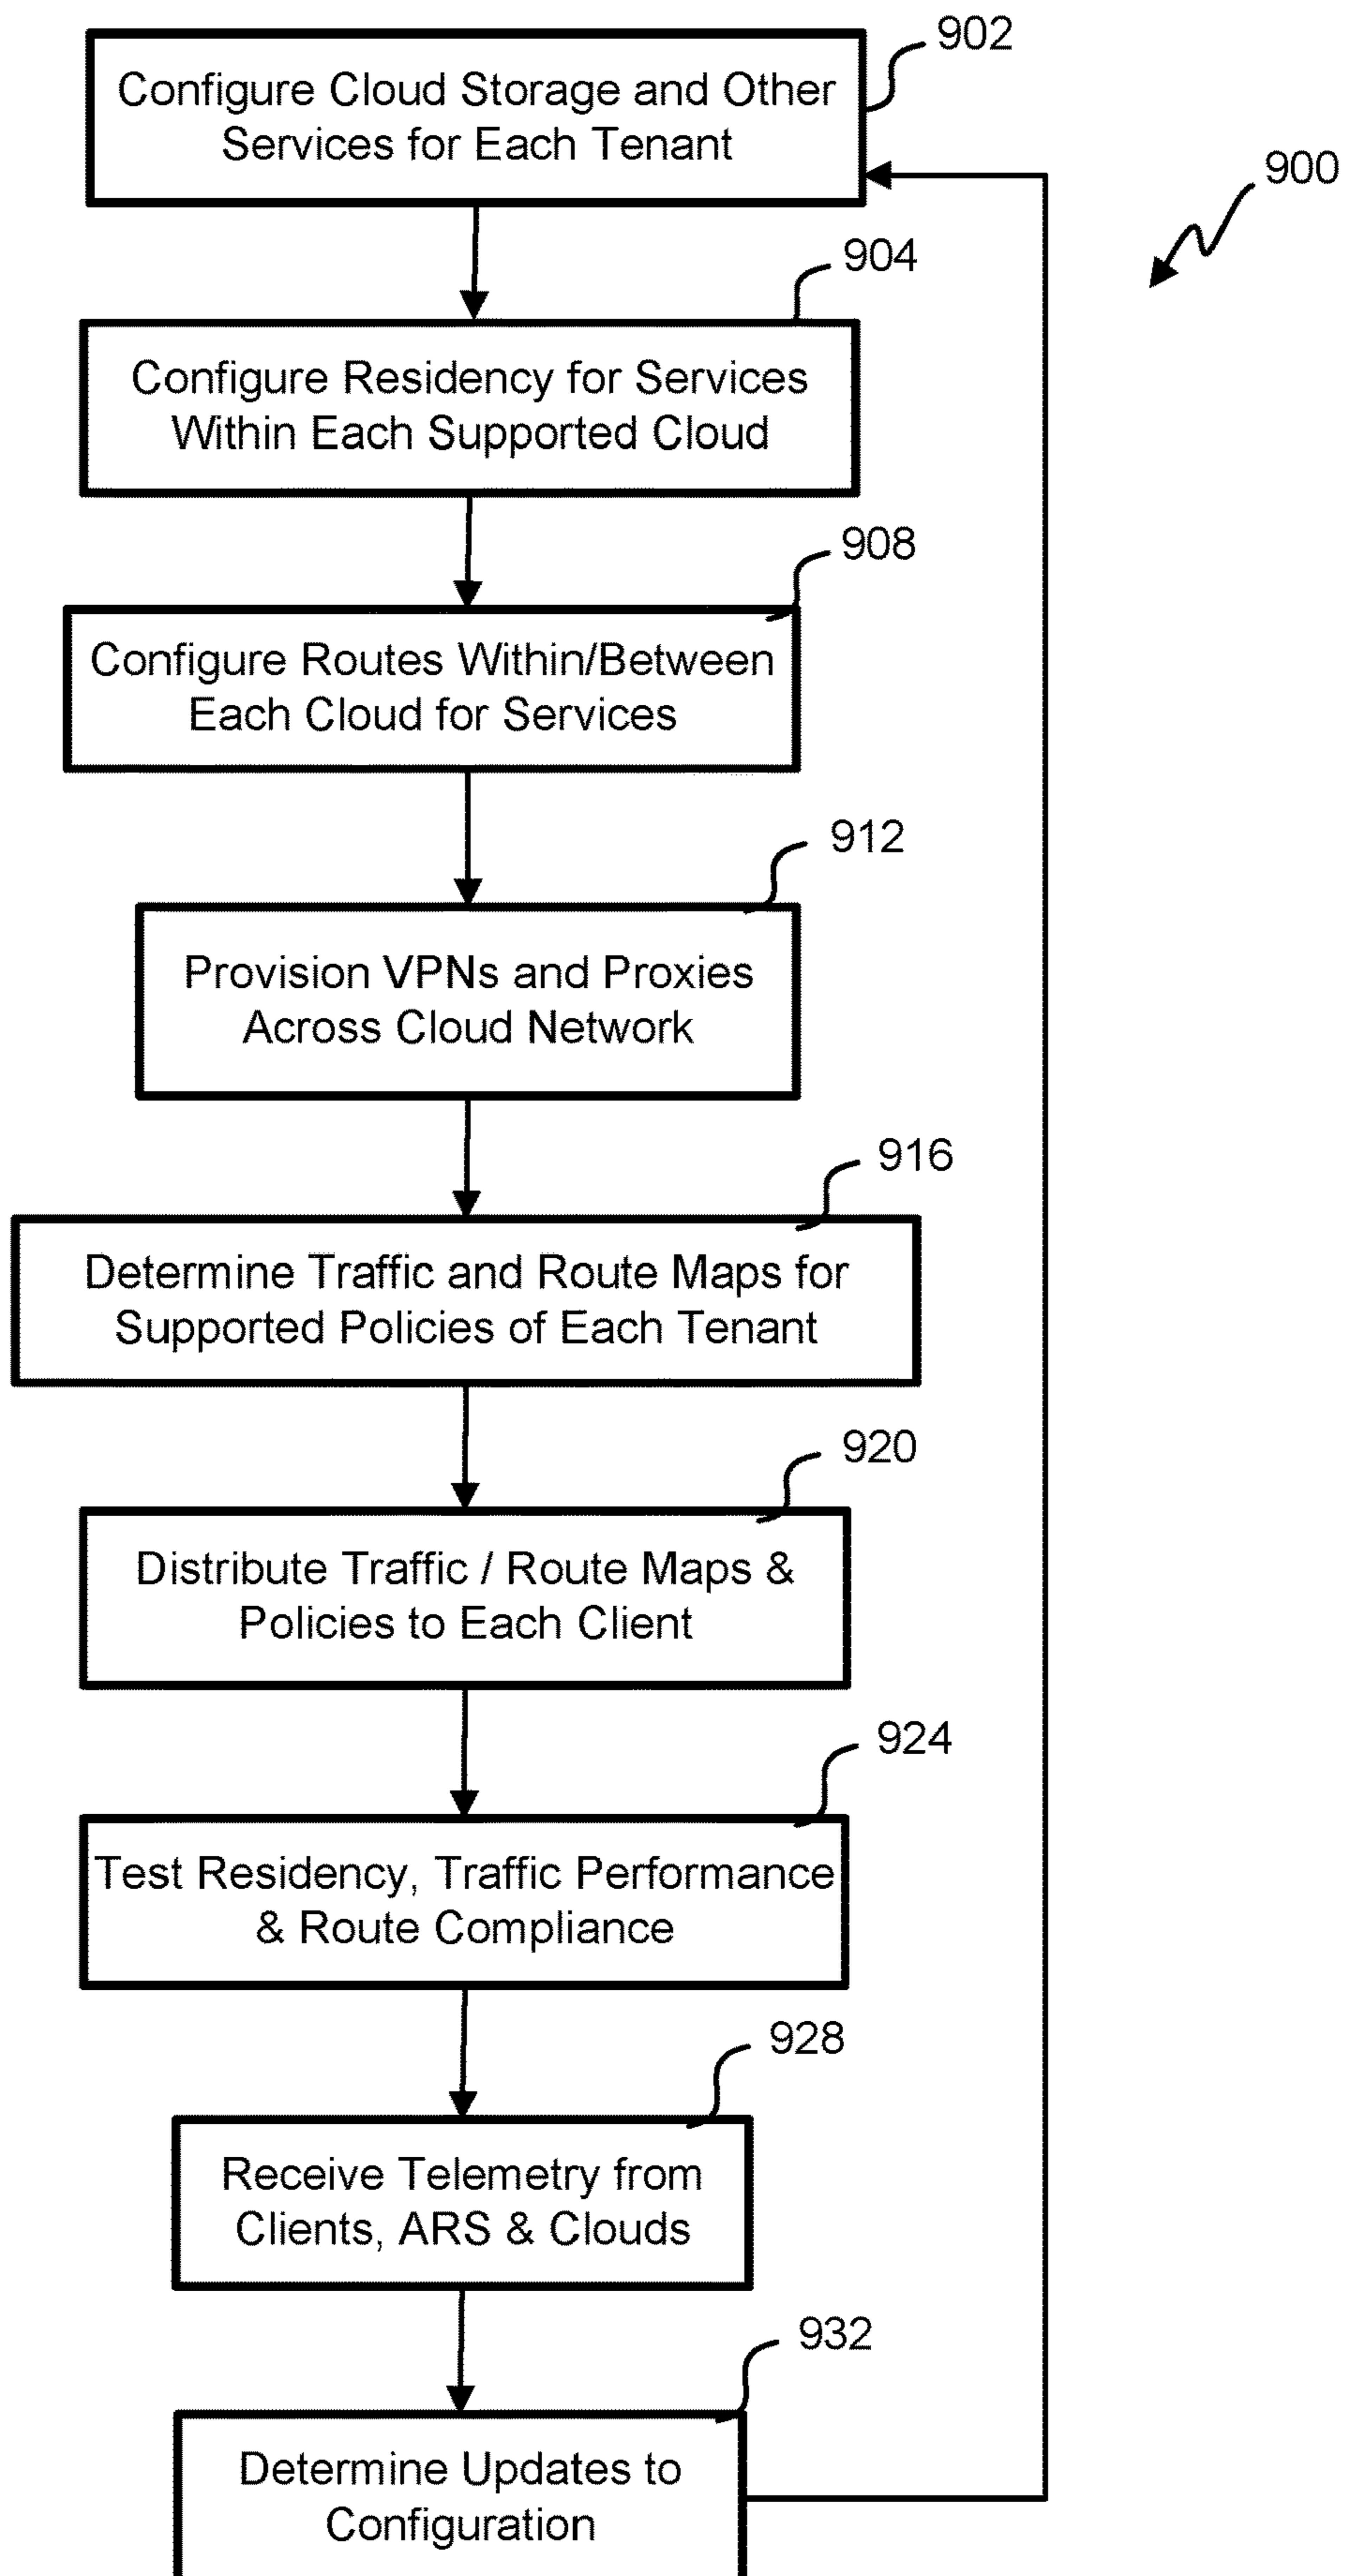 902
Configure Cloud Storage and Other
Services for Each Tenant
900
904
Configure Residency for Services
Within Each Supported Cloud
908
Configure Routes Within/Between
Each Cloud for Services
912
Provision VPNs and Proxies
Across Cloud Network
916
Determine Traffic and Route Maps for
Supported Policies of Each Tenant
920
Distribute Traffic / Route Maps &
Policies to Each Client
924
Test Residency, Traffic Performance
& Route Compliance
928
Receive Telemetry from
Clients, ARS & Clouds
932
Determine Updates to
Configuration